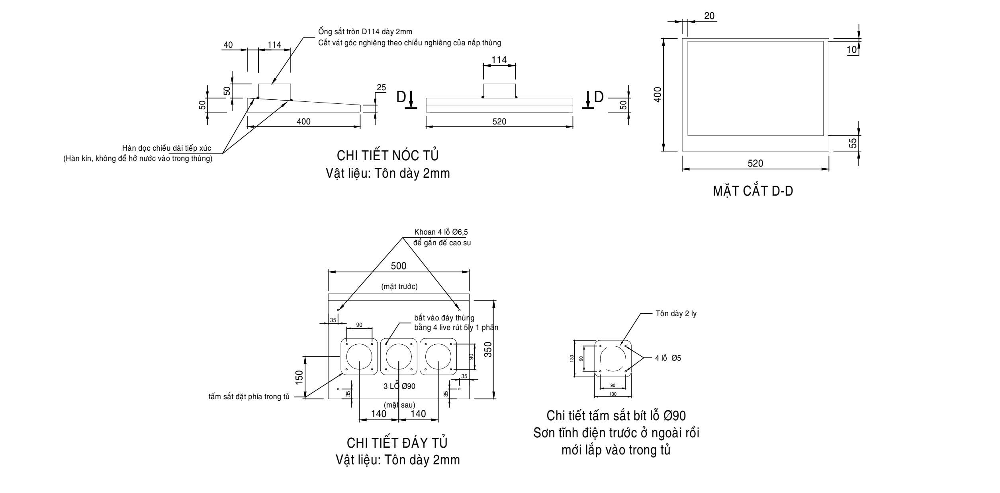 20
Ống sắt tròn D114 dày 2mm
Cắt vát góc nghiêng theo chiều nghiêng của nắp thùng
40
114
10
114
50
25
D
D
400
50
50
400
520
55
Hàn dọc chiều dài tiếp xúc
(Hàn kín, không để hở nước vào trong thùng)
CHI TIẾT NÓC TỦ
Vật liệu: Tôn dày 2mm
520
MẶT CẮT D-D
Khoan 4 lỗ Ø6,5
để gắn đế cao su
500
(mặt trước)
35
90
bắt vào đáy thùng
bằng 4 live rút 5ly 1 phân
350
90
150
35
3 LỖ Ø90
35
35
tấm sắt đặt phía trong tủ
(mặt sau)
140
140
CHI TIẾT ĐÁY TỦ
Vật liệu: Tôn dày 2mm
Tôn dày 2 ly
130
90
4 lỗ Ø5
90
130
Chi tiết tấm sắt bít lỗ Ø90
Sơn tĩnh điện trước ở ngoài rồi
mới lắp vào trong tủ